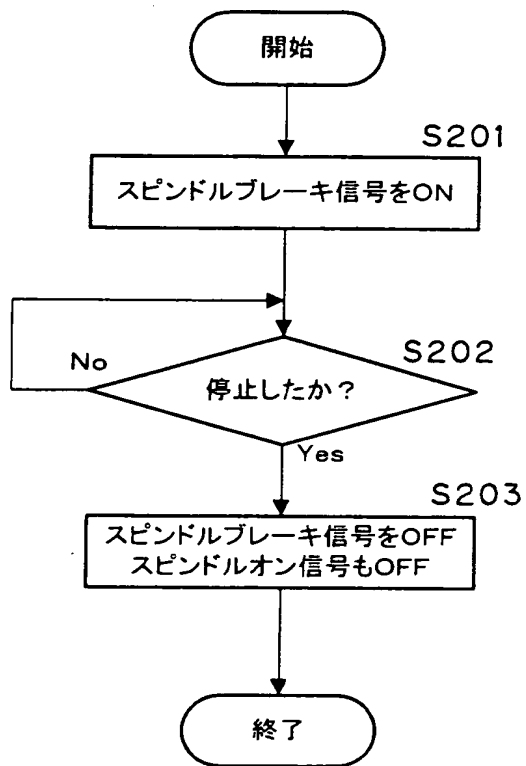 開始
S201
スピンドルブレーキ信号をON
S202
No
停止したか？
Yes
S203
スピンドルブレーキ信号をOFF
スピンドルオン信号もOFF
終了